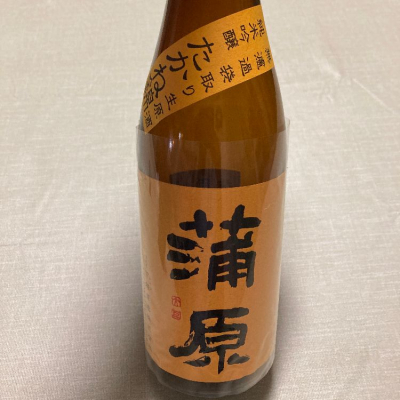 純米吟醸
無濾過袋取り生原酒
たかね錦
蒲原